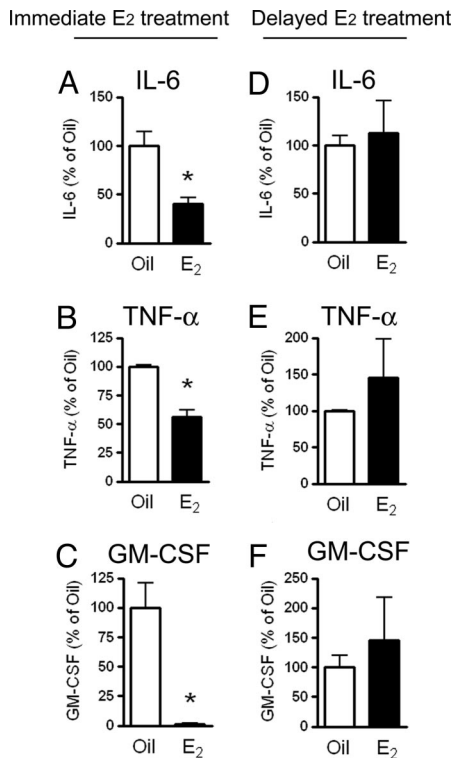 Immediate E₂ treatment
Delayed E₂ treatment
A
IL-6
IL-6 (% of Oil)
150
100
50
0
*
Oil
E₂
D
IL-6
IL-6 (% of Oil)
150
100
50
0
Oil
E₂
B
TNF-α
TNF-α (% of Oil)
125
100
75
50
25
0
*
Oil
E₂
E
TNF-α
TNF-α (% of Oil)
200
150
100
50
0
Oil
E₂
C
GM-CSF
GM-CSF (% of Oil)
125
100
75
50
25
0
*
Oil
E₂
F
GM-CSF
GM-CSF (% of Oil)
250
200
150
100
50
0
Oil
E₂